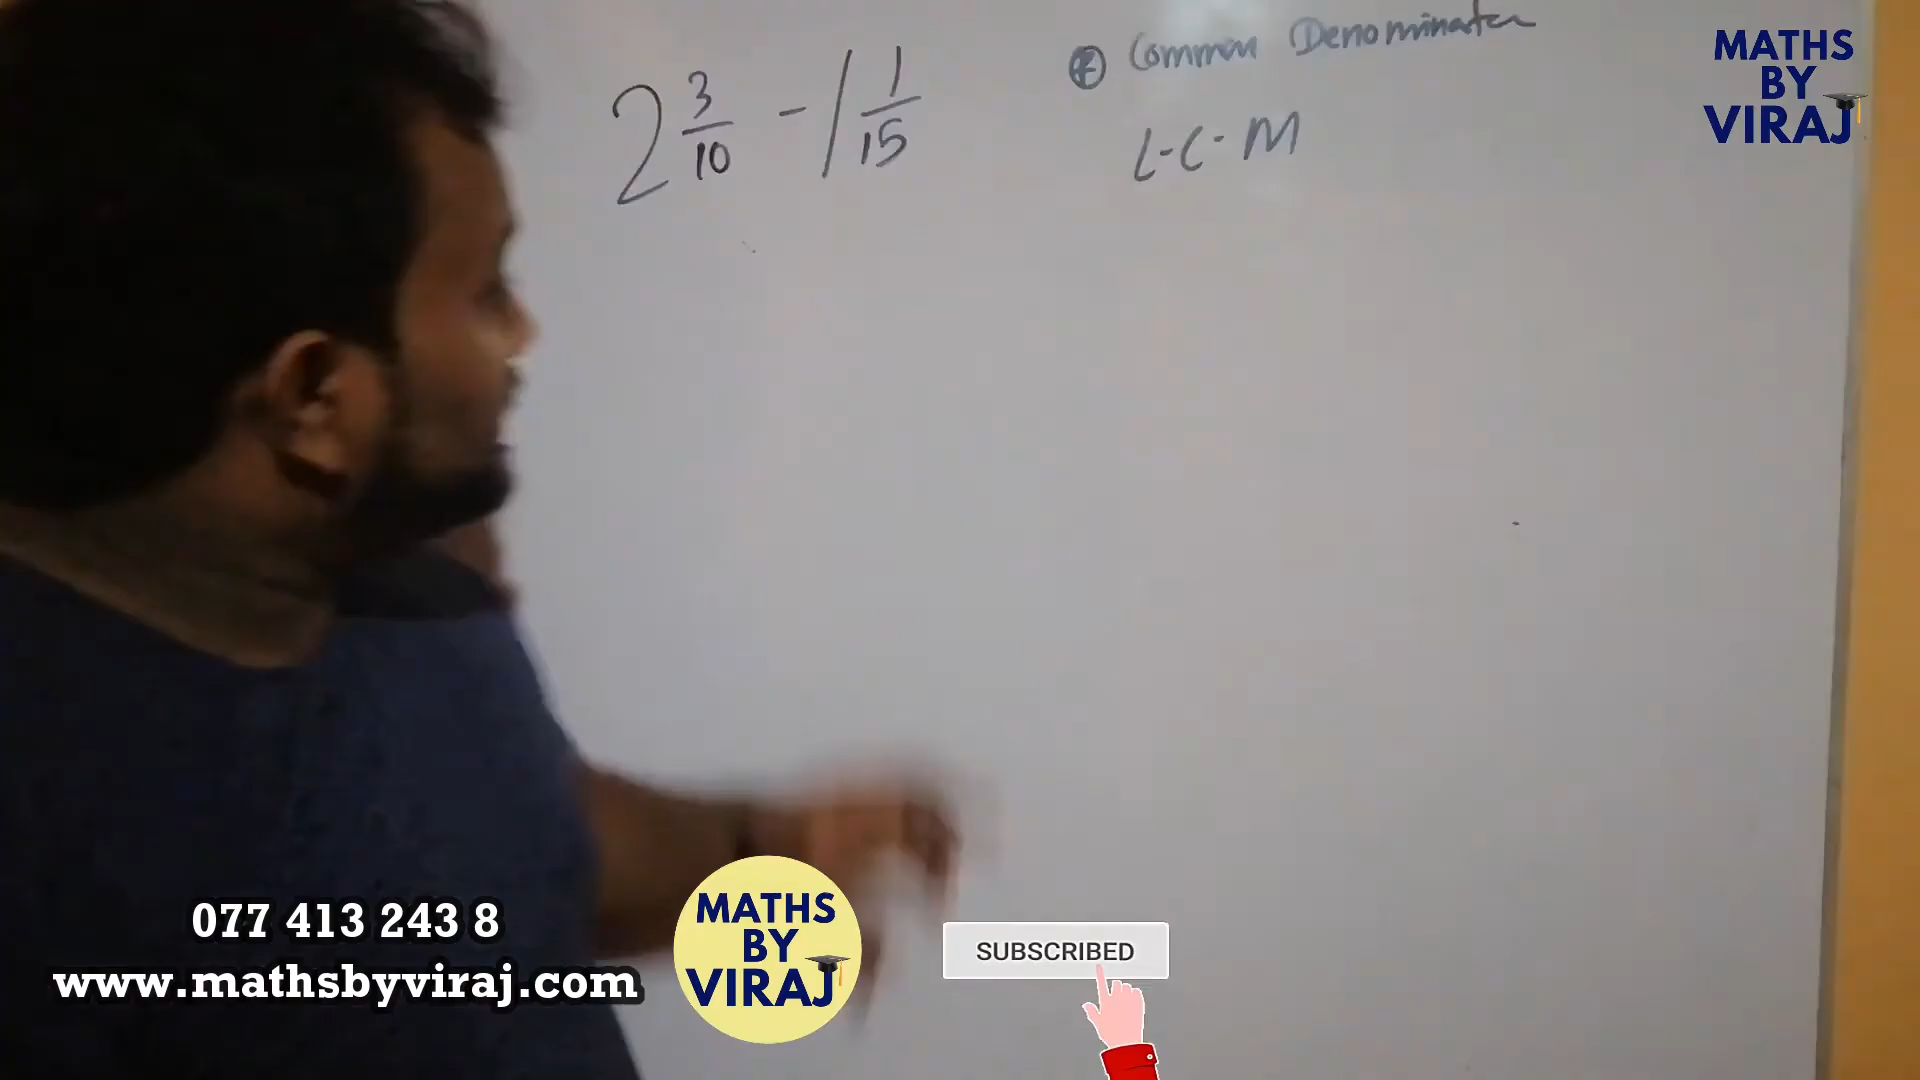 2 3/10 - 1 1/15
Common Denominator
L-C-M
MATHS
BY
VIRAJ
077 413 243 8
www.mathsbyviraj.com
MATHS
BY
VIRAJ
SUBSCRIBED